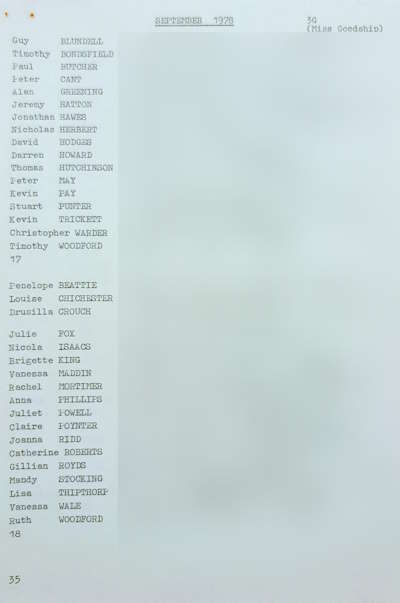 SEPTEMBER 1978
3G
(Miss Goodship)
Guy BLUNDELL
Timothy BONDSFIELD
Paul BUTCHER
Peter CANT
Alan GREENING
Jeremy HATTON
Jonathan HAWES
Nicholas HERBERT
David HODGES
Darren HOWARD
Thomas HUTCHINSON
Peter MAY
Kevin PAY
Stuart PUNTER
Kevin TRICKETT
Christopher WARDER
Timothy WOODFORD
17
Penelope BEATTIE
Louise CHICHESTER
Drusilla CROUCH
Julie FOX
Nicola ISAACS
Brigette KING
Vanessa MADDIN
Rachel MORTIMER
Anna PHILLIPS
Juliet POWELL
Claire POYNTER
Joanna RIDD
Catherine ROBERTS
Gillian ROYDS
Mandy STOCKING
Lisa THIPTHORP
Vanessa WALE
Ruth WOODFORD
18
35